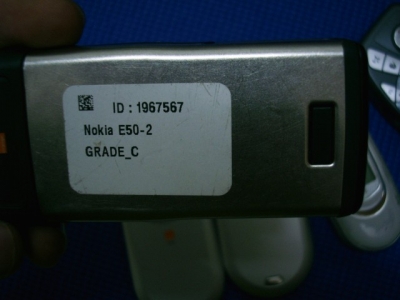 ID : 1967567
Nokia E50-2
GRADE_C